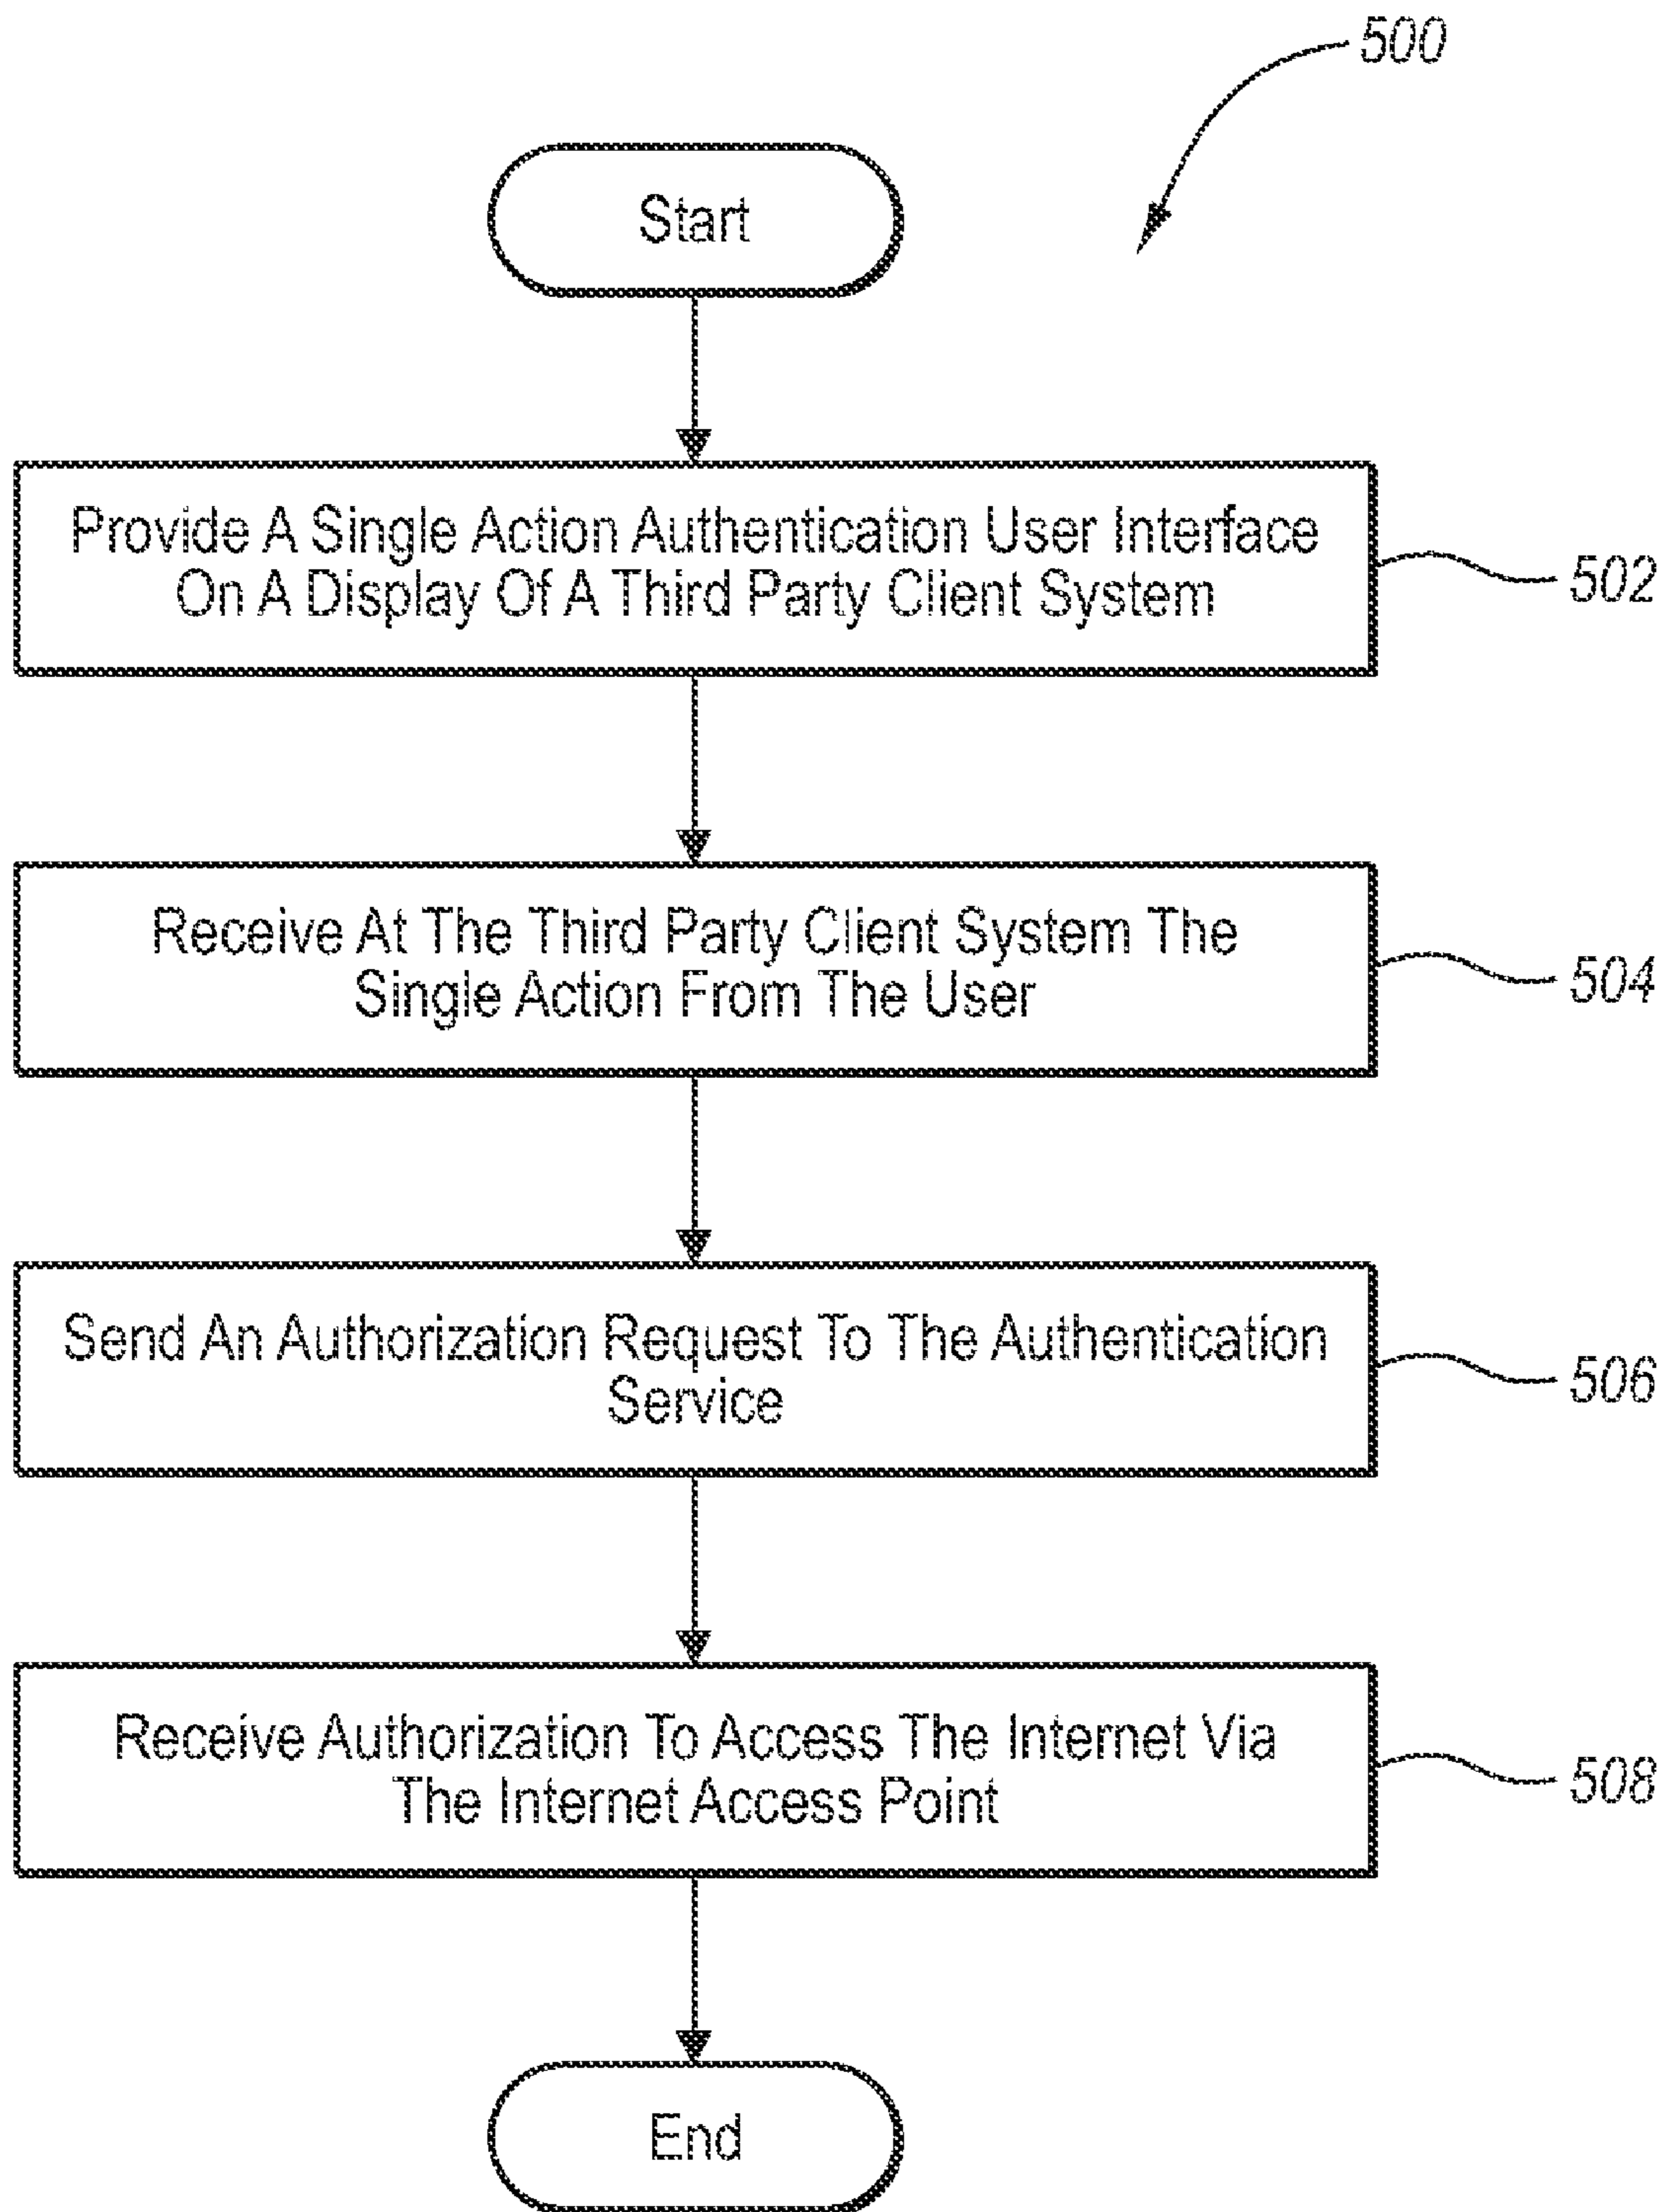 500
Start
Provide A Single Action Authentication User Interface
On A Display Of A Third Party Client System
502
Receive At The Third Party Client System The
Single Action From The User
504
Send An Authorization Request To The Authentication
Service
506
Receive Authorization To Access The Internet Via
The Internet Access Point
508
End